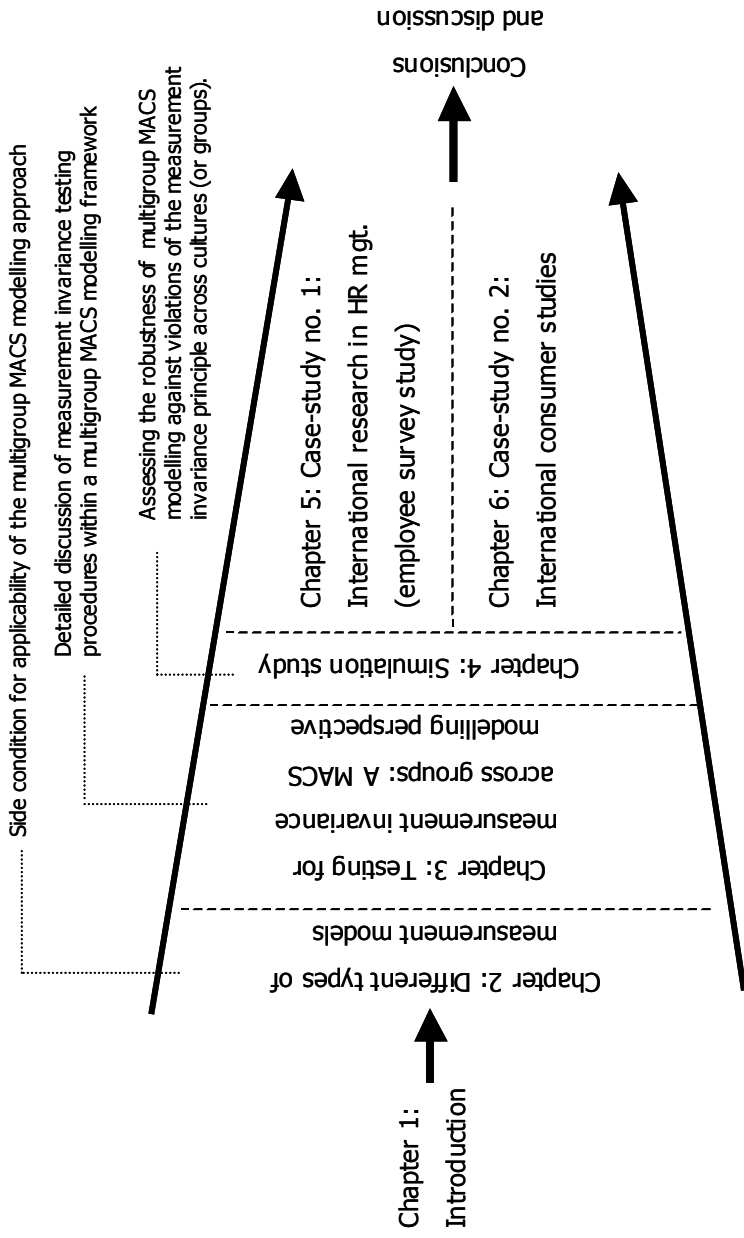 Side condition for applicability of the multigroup MACS modelling approach
Detailed discussion of measurement invariance testing
procedures within a multigroup MACS modelling framework
Assessing the robustness of multigroup MACS
modelling against violations of the measurement
invariance principle across cultures (or groups).
Chapter 1:
Introduction
Chapter 2: Different types of
measurement models
Chapter 3: Testing for
measurement invariance
across groups: A MACS
modelling perspective
Chapter 4: Simulation study
Chapter 5: Case-study no. 1:
International research in HR mgt.
(employee survey study)
Chapter 6: Case-study no. 2:
International consumer studies
Conclusions
and discussion